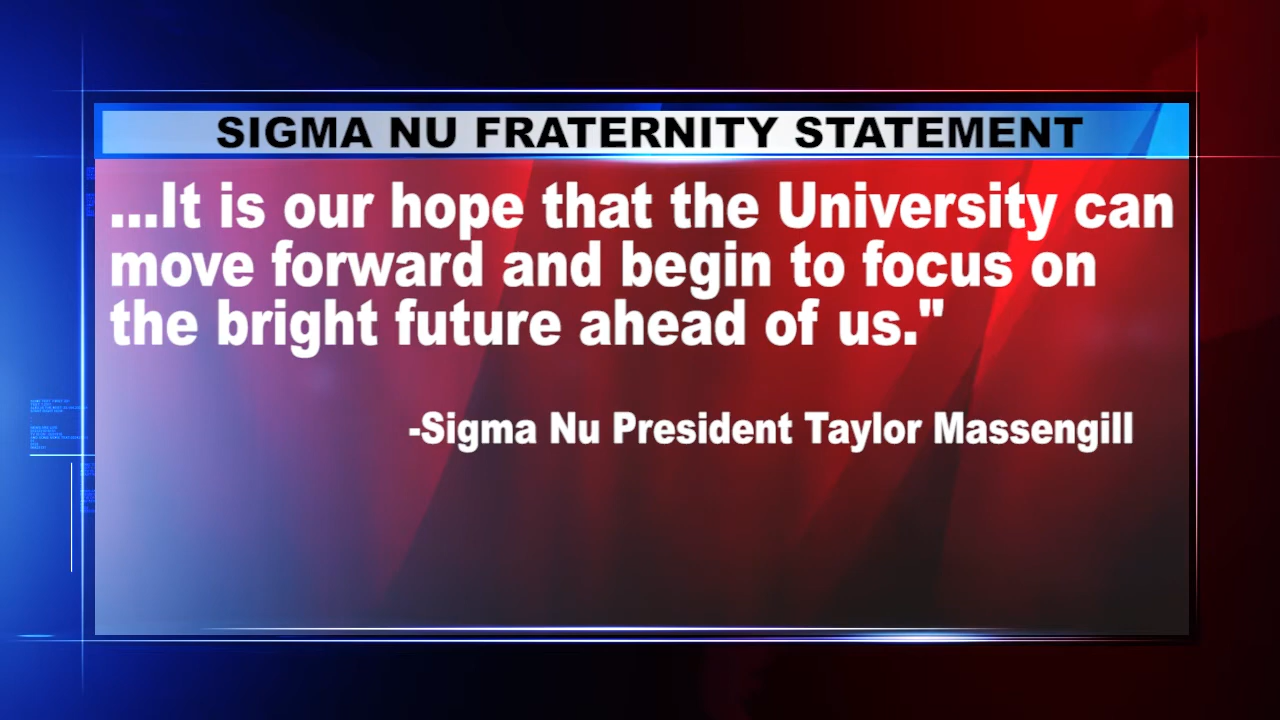 SIGMA NU FRATERNITY STATEMENT
...It is our hope that the University can
move forward and begin to focus on
the bright future ahead of us."
-Sigma Nu President Taylor Massengill